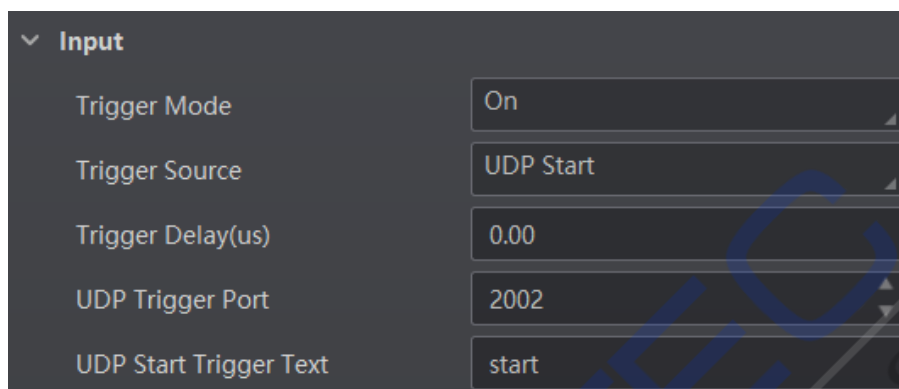 Input
Trigger Mode On
Trigger Source UDP Start
Trigger Delay(us) 0.00
UDP Trigger Port 2002
UDP Start Trigger Text start